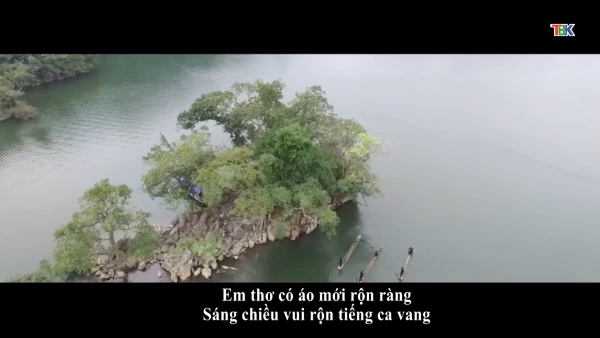 TBK
Em thơ có áo mới rộn ràng
Sáng chiều vui rộn tiếng ca vang